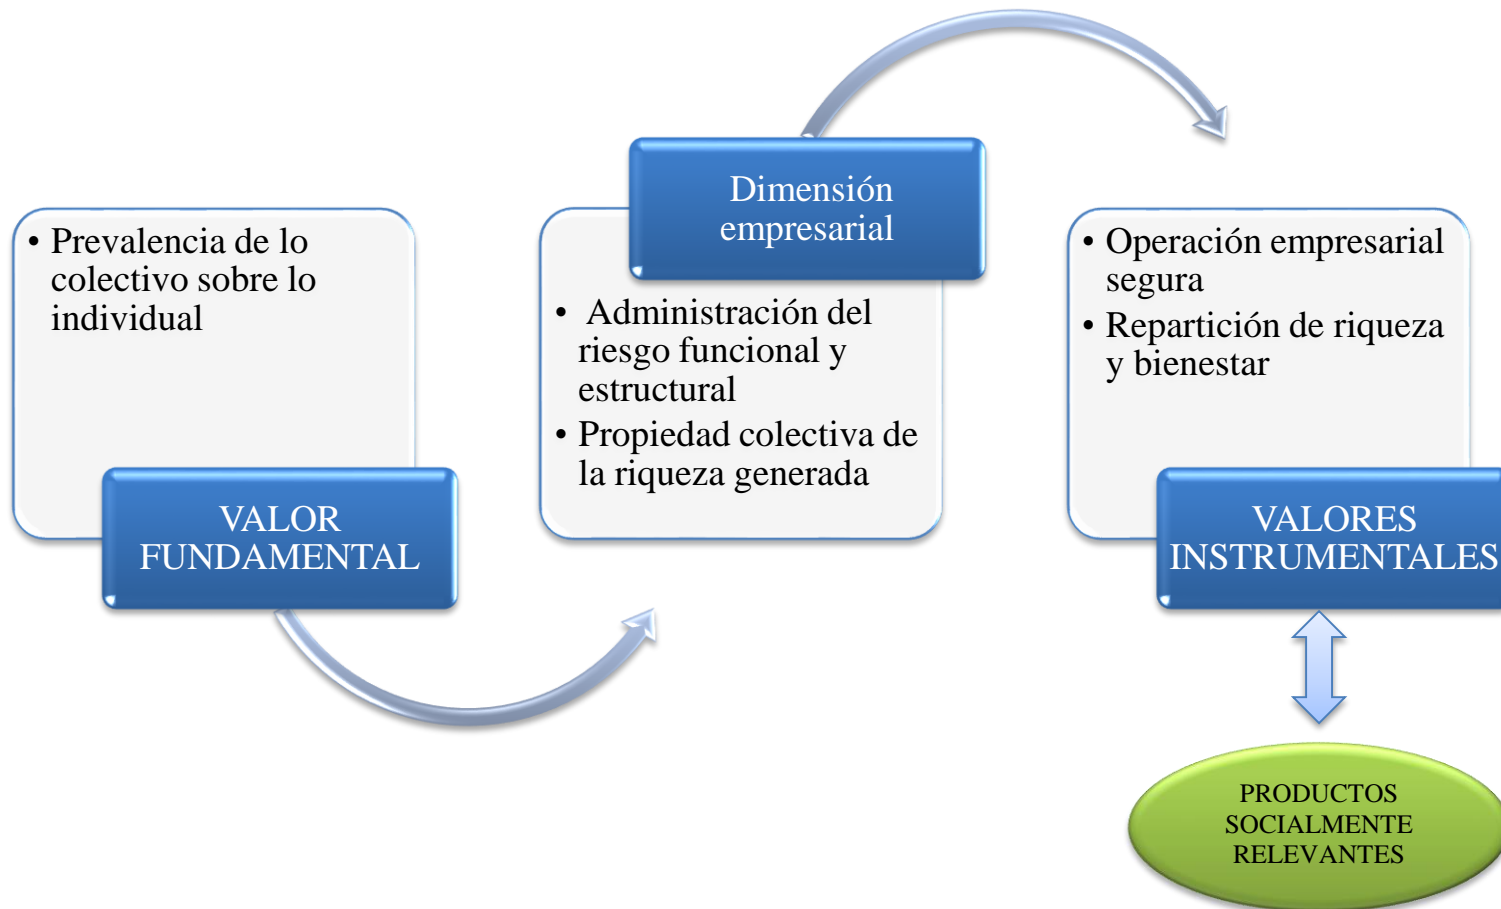 • Prevalencia de lo
colectivo sobre lo
individual
VALOR
FUNDAMENTAL
Dimensión
empresarial
• Administración del
riesgo funcional y
estructural
• Propiedad colectiva de
la riqueza generada
• Operación empresarial
segura
• Repartición de riqueza
y bienestar
VALORES
INSTRUMENTALES
PRODUCTOS
SOCIALMENTE
RELEVANTES